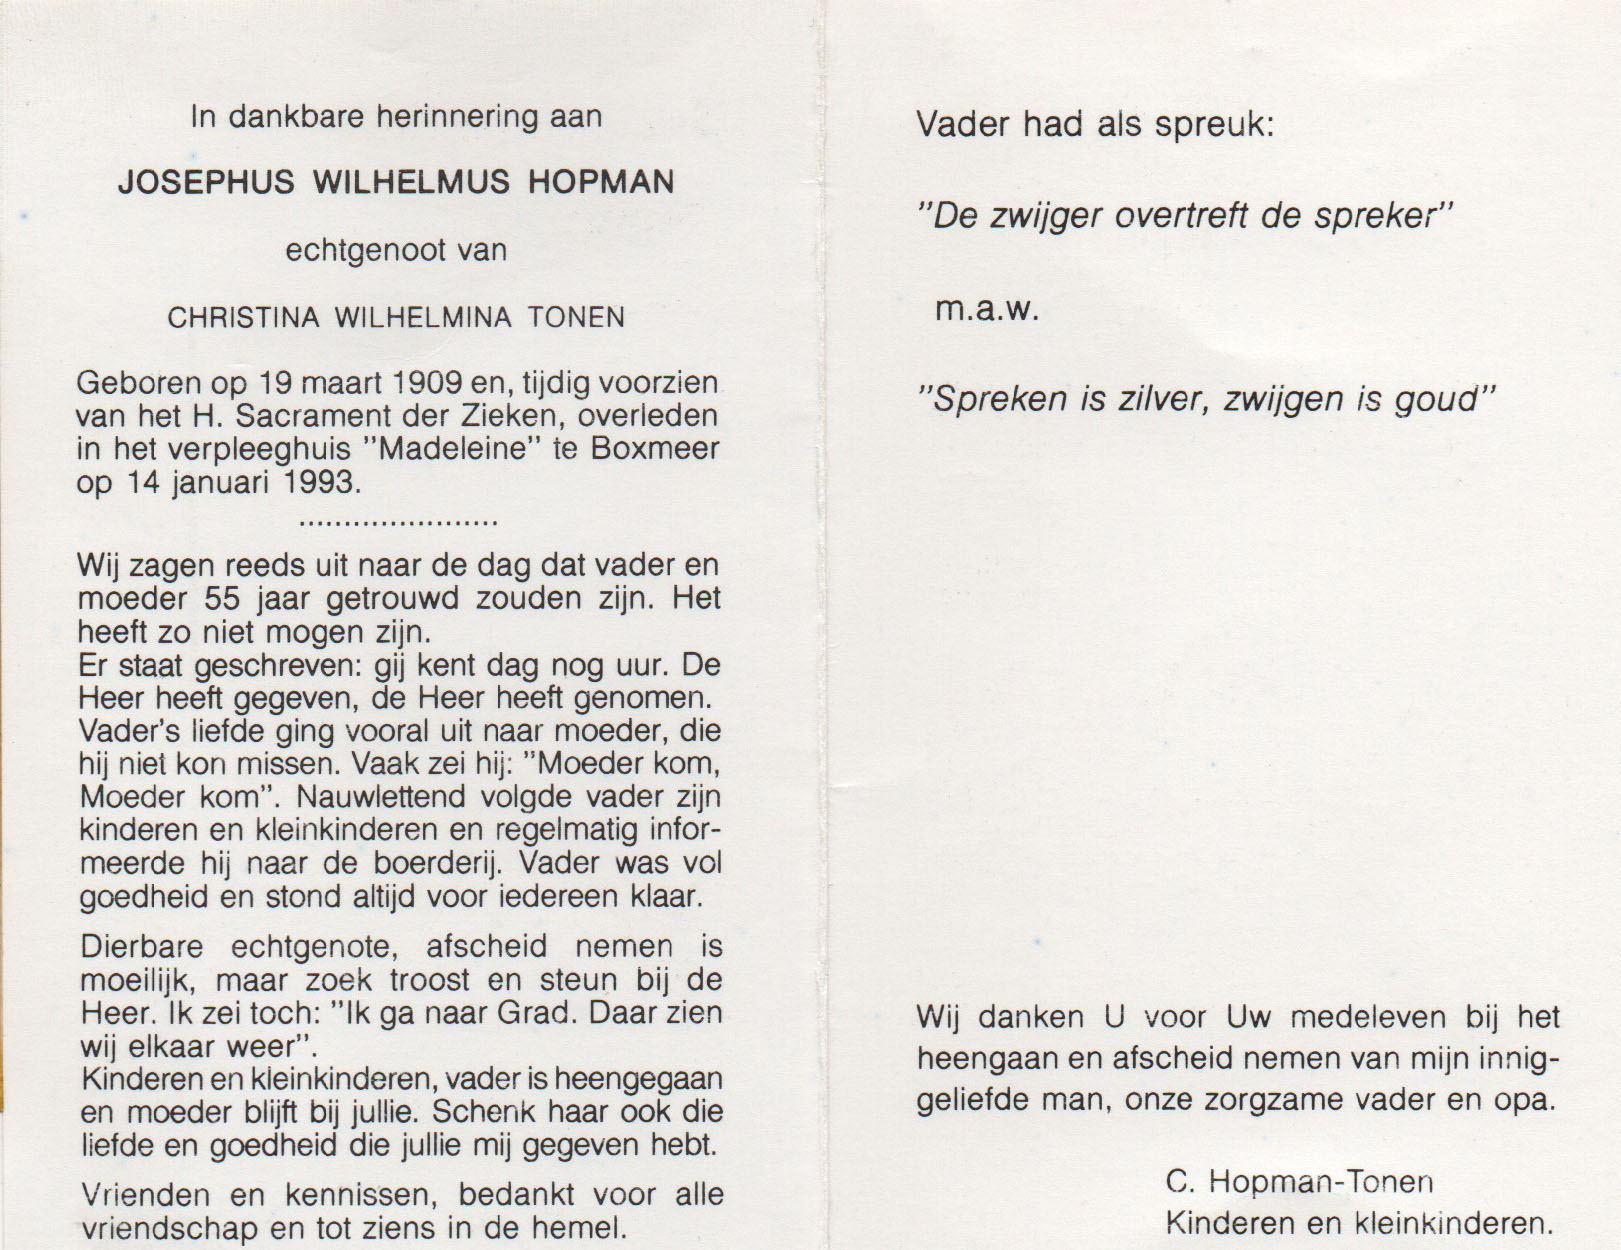 In dankbare herinnering aan
JOSEPHUS WILHELMUS HOPMAN
echtgenoot van
CHRISTINA WILHELMINA TONEN
Geboren op 19 maart 1909 en, tijdig voorzien
van het H. Sacrament der Zieken, overleden
in het verpleeghuis "Madeleine" te Boxmeer
op 14 januari 1993.
......................
Wij zagen reeds uit naar de dag dat vader en
moeder 55 jaar getrouwd zouden zijn. Het
heeft zo niet mogen zijn.
Er staat geschreven: gij kent dag nog uur. De
Heer heeft gegeven, de Heer heeft genomen.
Vader's liefde ging vooral uit naar moeder, die
hij niet kon missen. Vaak zei hij: "Moeder kom,
Moeder kom". Nauwlettend volgde vader zijn
kinderen en kleinkinderen en regelmatig infor-
meerde hij naar de boerderij. Vader was vol
goedheid en stond altijd voor iedereen klaar.
Dierbare echtgenote, afscheid nemen is
moeilijk, maar zoek troost en steun bij de
Heer. Ik zei toch: "Ik ga naar Grad. Daar zien
wij elkaar weer".
Kinderen en kleinkinderen, vader is heengegaan
en moeder blijft bij jullie. Schenk haar ook die
liefde en goedheid die jullie mij gegeven hebt.
Vrienden en kennissen, bedankt voor alle
vriendschap en tot ziens in de hemel.
Vader had als spreuk:
"De zwijger overtreft de spreker"
m.a.w.
"Spreken is zilver, zwijgen is goud"
Wij danken U voor Uw medeleven bij het
heengaan en afscheid nemen van mijn innig-
geliefde man, onze zorgzame vader en opa.
C. Hopman-Tonen
Kinderen en kleinkinderen.